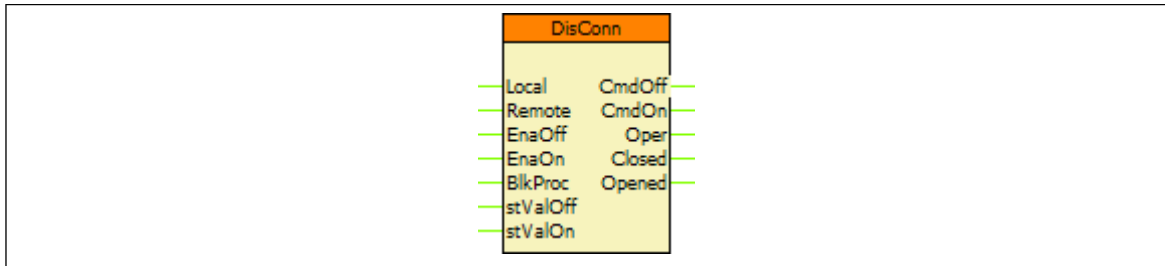 DisConn
Local CmdOff
Remote CmdOn
EnaOff Oper
EnaOn Closed
BlkProc Opened
stValOff
stValOn